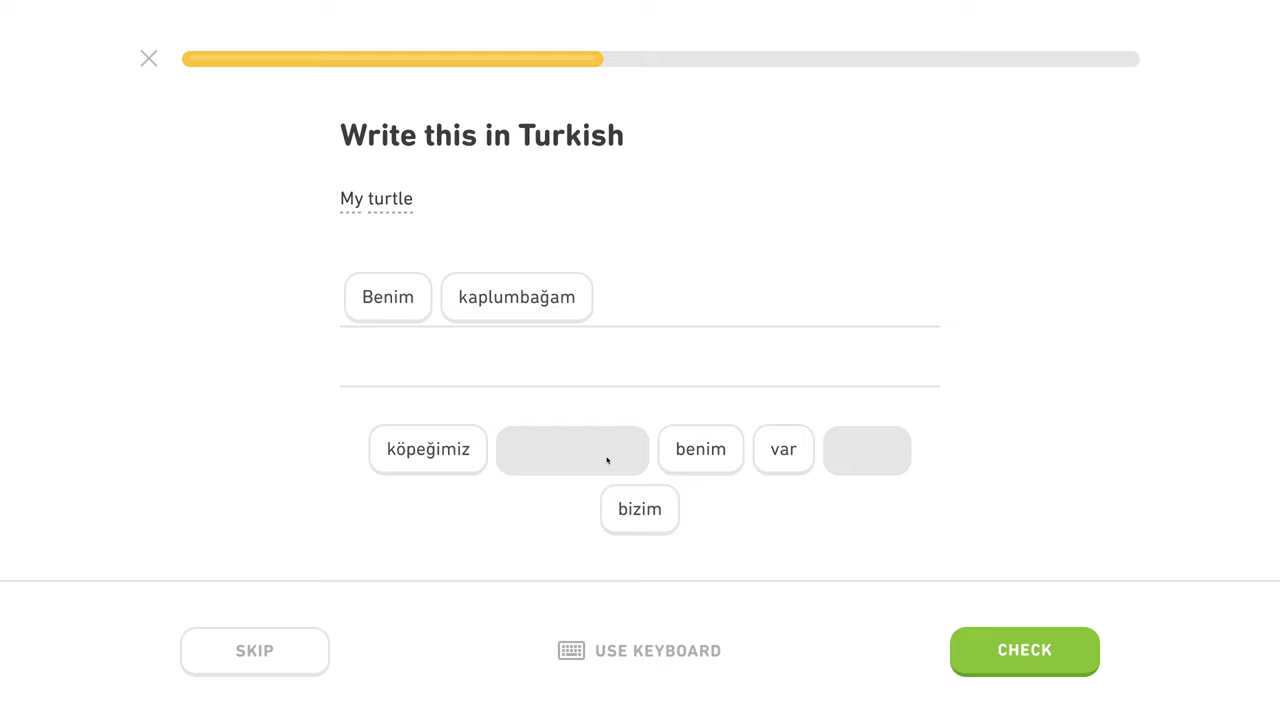 Write this in Turkish
My turtle
Benim kaplumbağam
köpeğimiz benim var
bizim
SKIP USE KEYBOARD CHECK